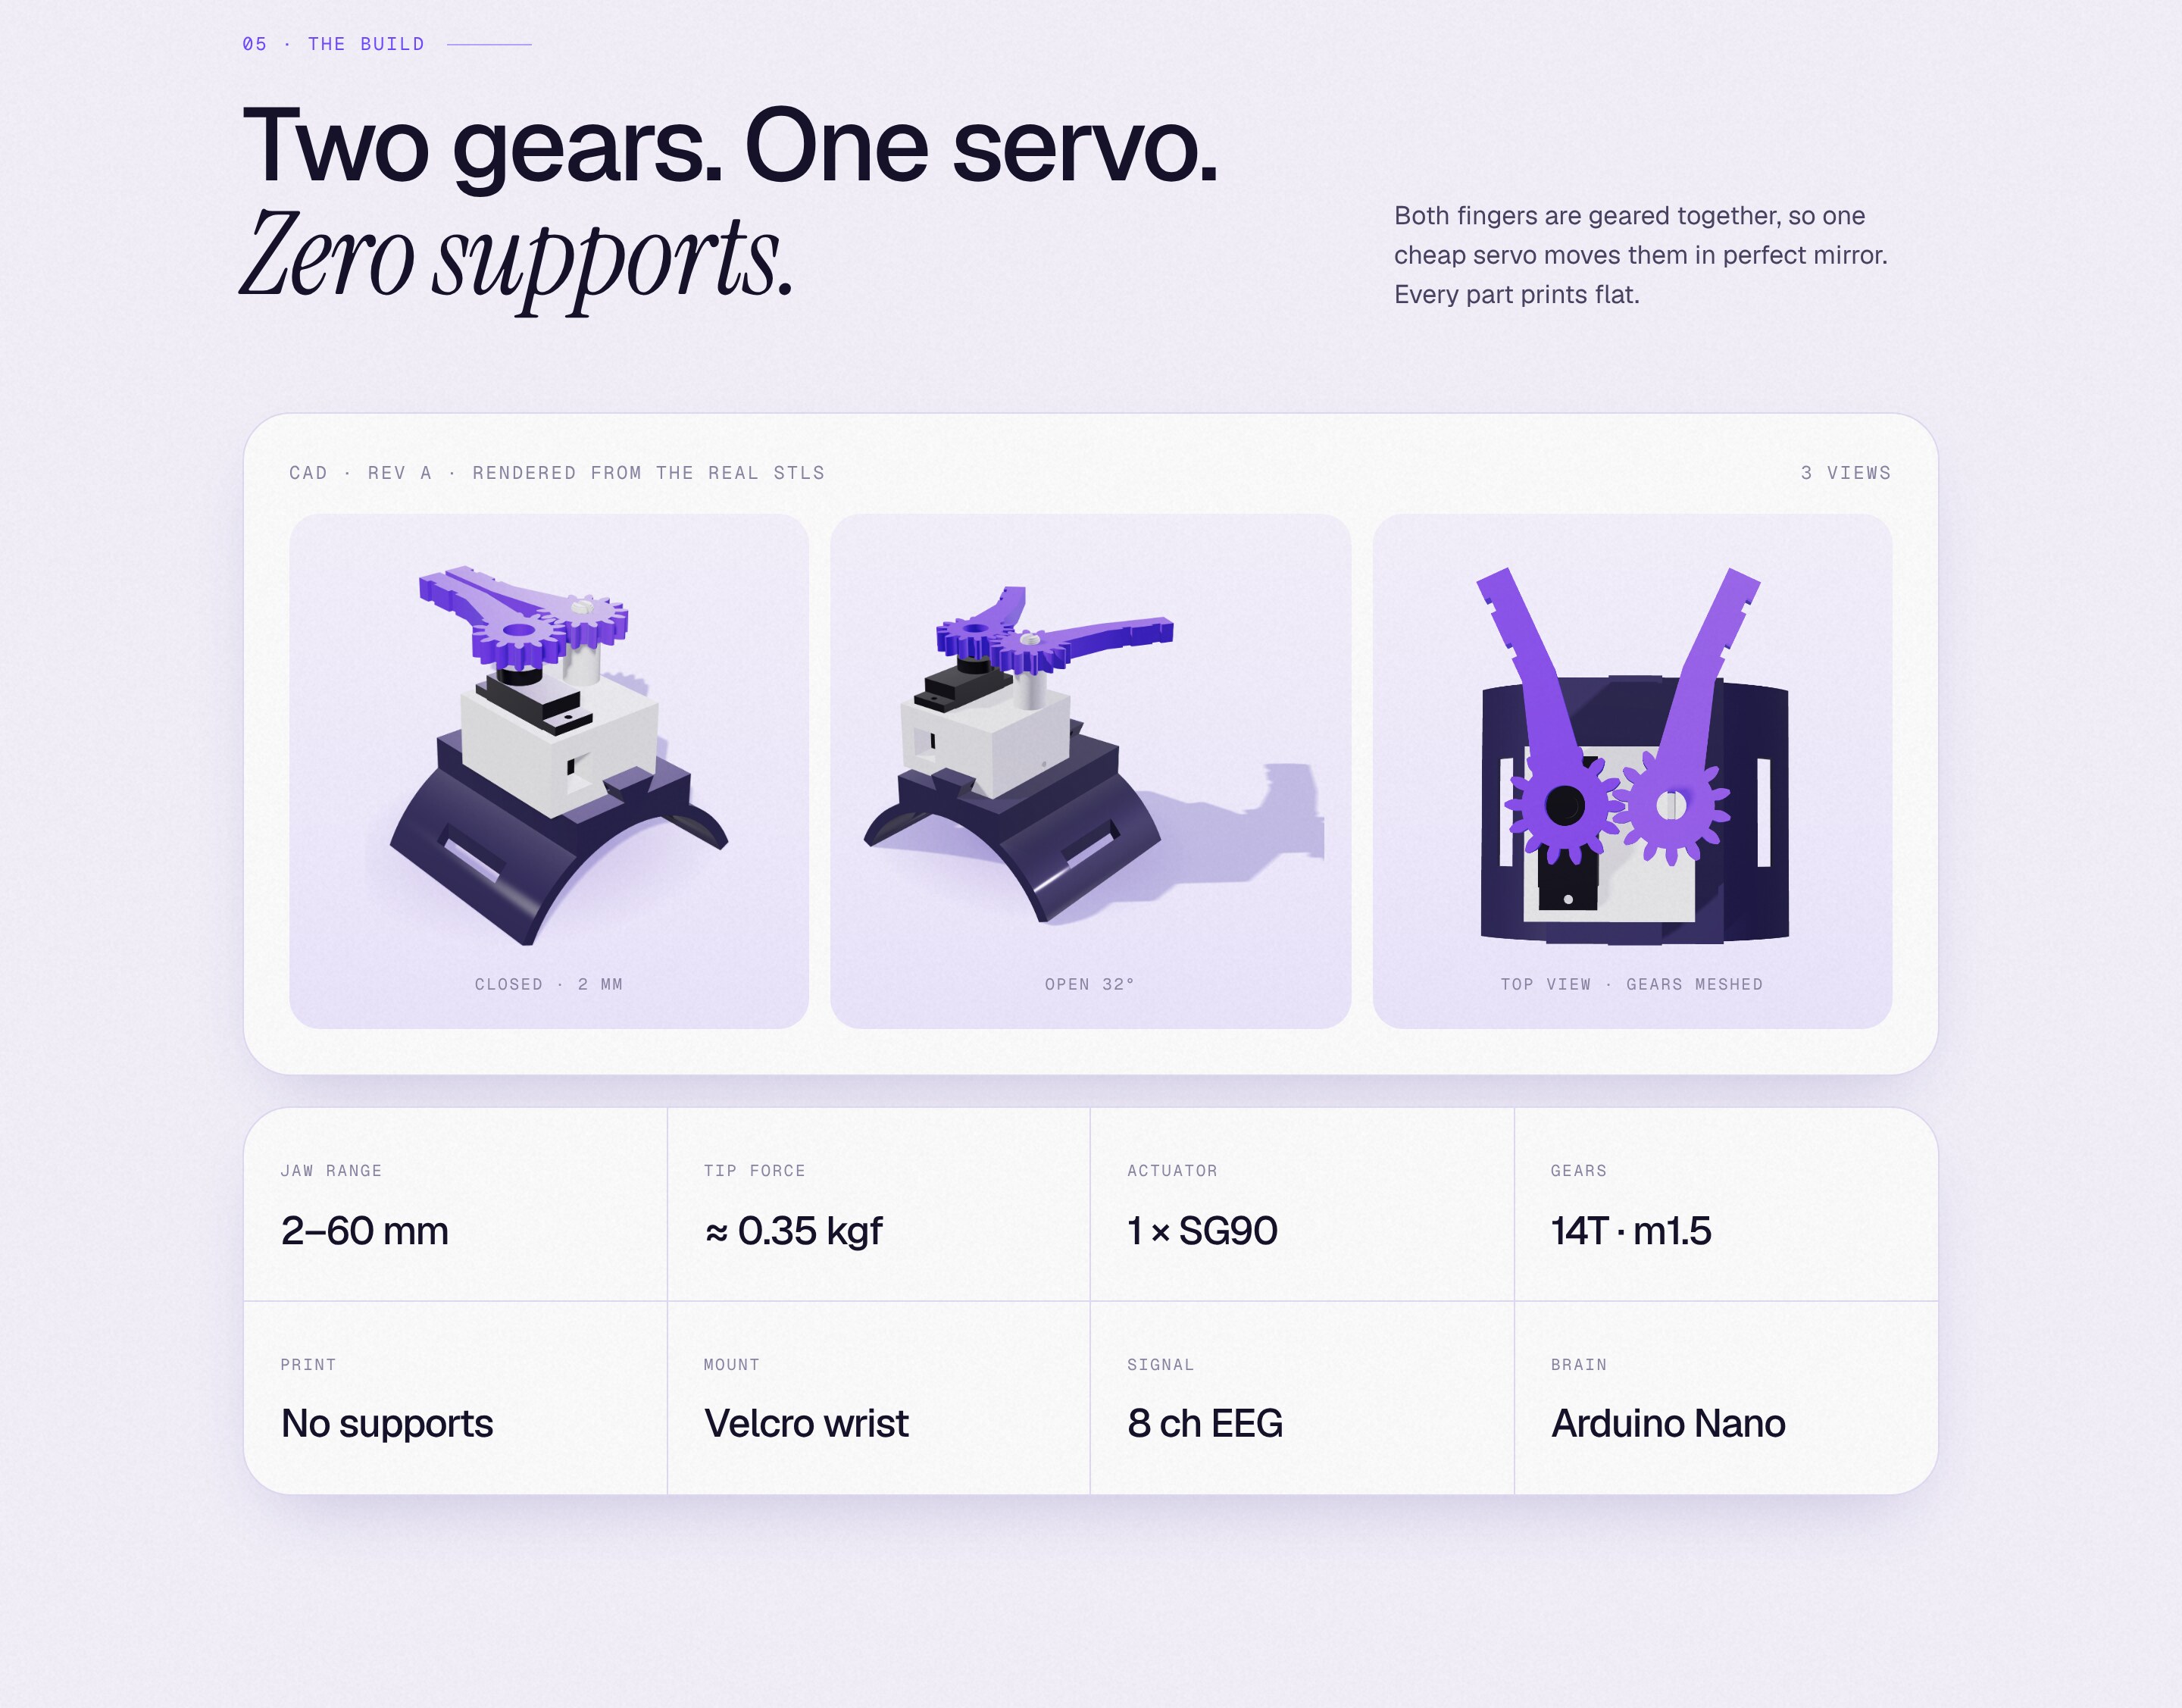 05 · THE BUILD
Two gears. One servo.
Zero supports.
Both fingers are geared together, so one
cheap servo moves them in perfect mirror.
Every part prints flat.
CAD · REV A · RENDERED FROM THE REAL STLS
3 VIEWS
CLOSED · 2 MM
OPEN 32°
TOP VIEW · GEARS MESHED
JAW RANGE
2–60 mm
TIP FORCE
≈ 0.35 kgf
ACTUATOR
1 × SG90
GEARS
14T · m1.5
PRINT
No supports
MOUNT
Velcro wrist
SIGNAL
8 ch EEG
BRAIN
Arduino Nano